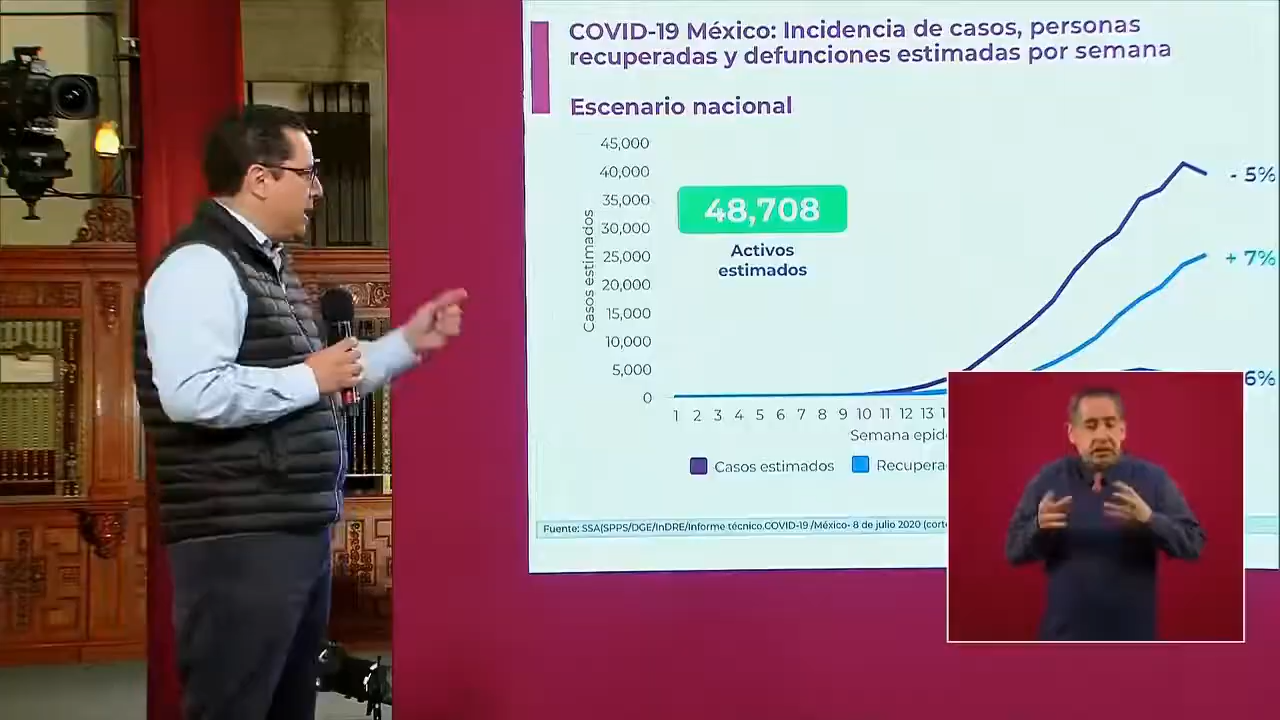 COVID-19 México: Incidencia de casos, personas
recuperadas y defunciones estimadas por semana
Escenario nacional
45,000
40,000
35,000
30,000
25,000
20,000
15,000
10,000
5,000
0
Casos estimados
48,708
Activos
estimados
- 5%
+ 7%
6%
1 2 3 4 5 6 7 8 9 10 11 12 13 1
Semana epid
Casos estimados
Recupera
Fuente: SSA(SPPS/DGE/InDRE/Informe técnico.COVID-19 /México- 8 de julio 2020 (corte